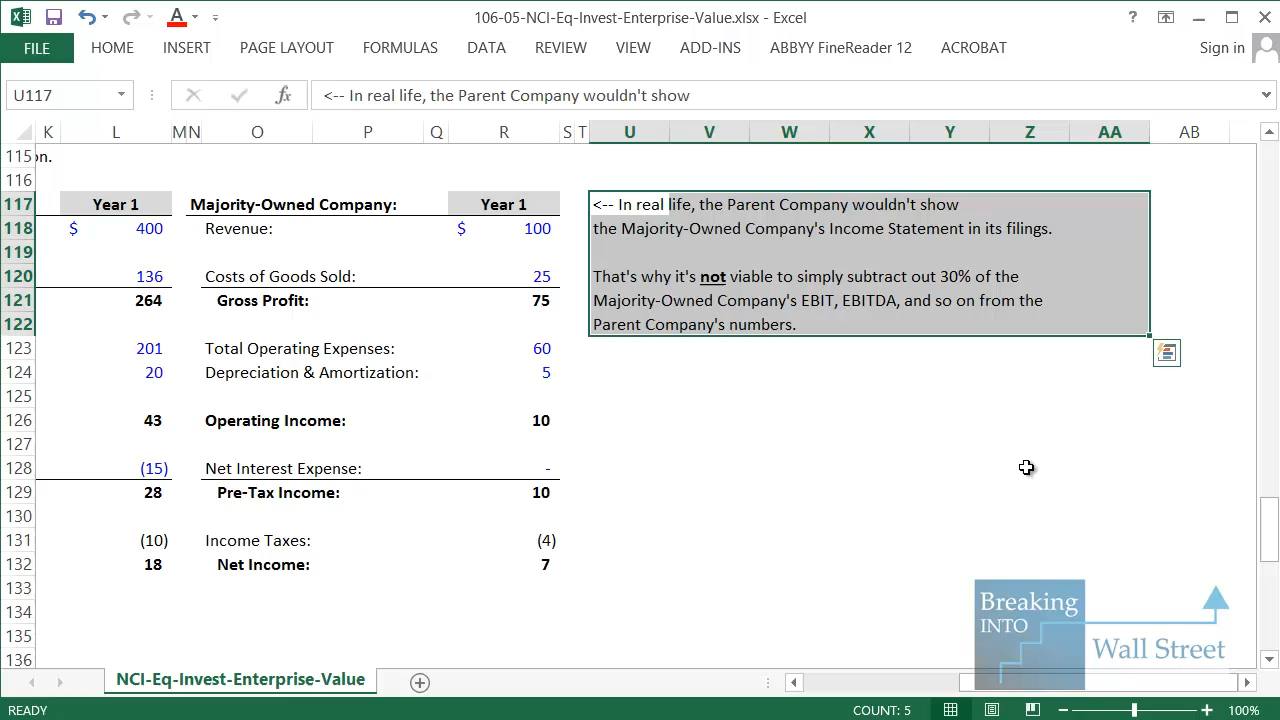 106-05-NCI-Eq-Invest-Enterprise-Value.xlsx - Excel
FILE HOME INSERT PAGE LAYOUT FORMULAS DATA REVIEW VIEW ADD-INS ABBYY FineReader 12 ACROBAT Sign in
U117 fx <-- In real life, the Parent Company wouldn't show
K L M N O P Q R S T U V W X Y Z AA AB
115 on.
116
117 Year 1 Majority-Owned Company: Year 1 <-- In real life, the Parent Company wouldn't show
118 $ 400 Revenue: $ 100 the Majority-Owned Company's Income Statement in its filings.
119
120 136 Costs of Goods Sold: 25 That's why it's not viable to simply subtract out 30% of the
121 264 Gross Profit: 75 Majority-Owned Company's EBIT, EBITDA, and so on from the
122 Parent Company's numbers.
123 201 Total Operating Expenses: 60
124 20 Depreciation & Amortization: 5
125
126 43 Operating Income: 10
127
128 (15) Net Interest Expense: -
129 28 Pre-Tax Income: 10
130
131 (10) Income Taxes: (4)
132 18 Net Income: 7
133
134
135
136
Breaking
INTO
Wall Street
NCI-Eq-Invest-Enterprise-Value
READY COUNT: 5 100%